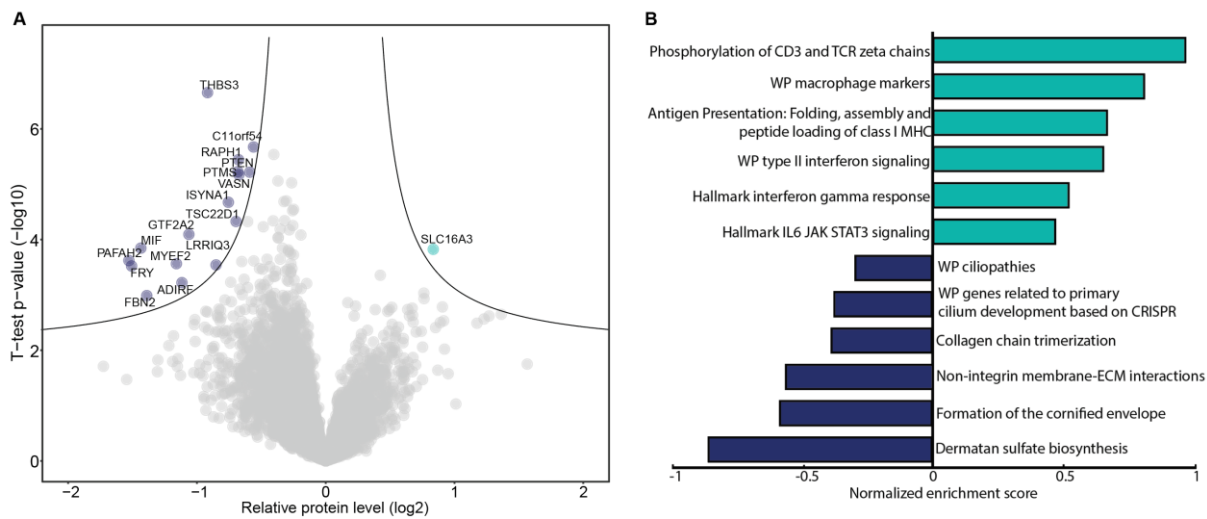 A
T-test p-value (−log10)
6
4
2
0
THBS3
C11orf54
RAPH1
PTEN
PTMS
VASN
ISYNA1
TSC22D1
GTF2A2
MIF
LRRIQ3
PAFAH2
MYEF2
FRY
ADIRF
FBN2
SLC16A3
−2
−1
0
1
2
Relative protein level (log2)
B
Phosphorylation of CD3 and TCR zeta chains
WP macrophage markers
Antigen Presentation: Folding, assembly and
peptide loading of class I MHC
WP type II interferon signaling
Hallmark interferon gamma response
Hallmark IL6 JAK STAT3 signaling
WP ciliopathies
WP genes related to primary
cilium development based on CRISPR
Collagen chain trimerization
Non-integrin membrane-ECM interactions
Formation of the cornified envelope
Dermatan sulfate biosynthesis
-1
-0.5
0
0.5
1
Normalized enrichment score